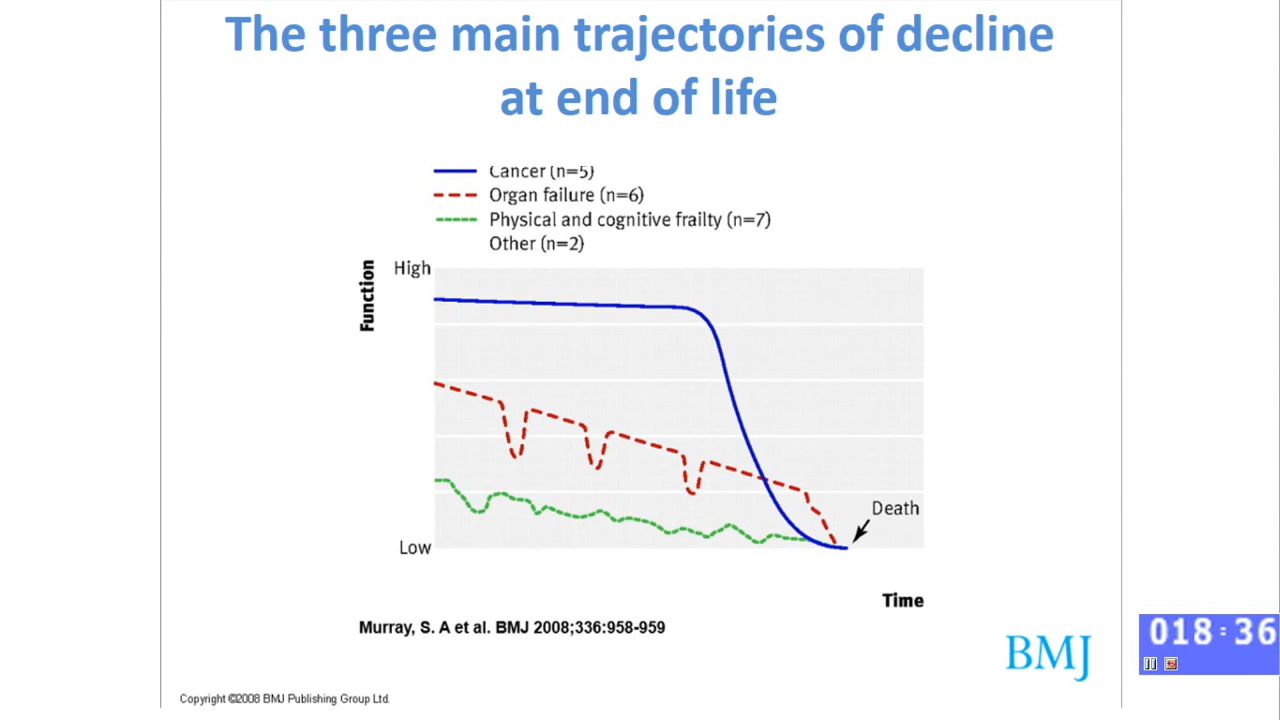 The three main trajectories of decline
at end of life
Cancer (n=5)
Organ failure (n=6)
Physical and cognitive frailty (n=7)
Other (n=2)
High
Function
Low
Death
Time
Murray, S. A et al. BMJ 2008;336:958-959
BMJ
018:36
Copyright ©2008 BMJ Publishing Group Ltd.